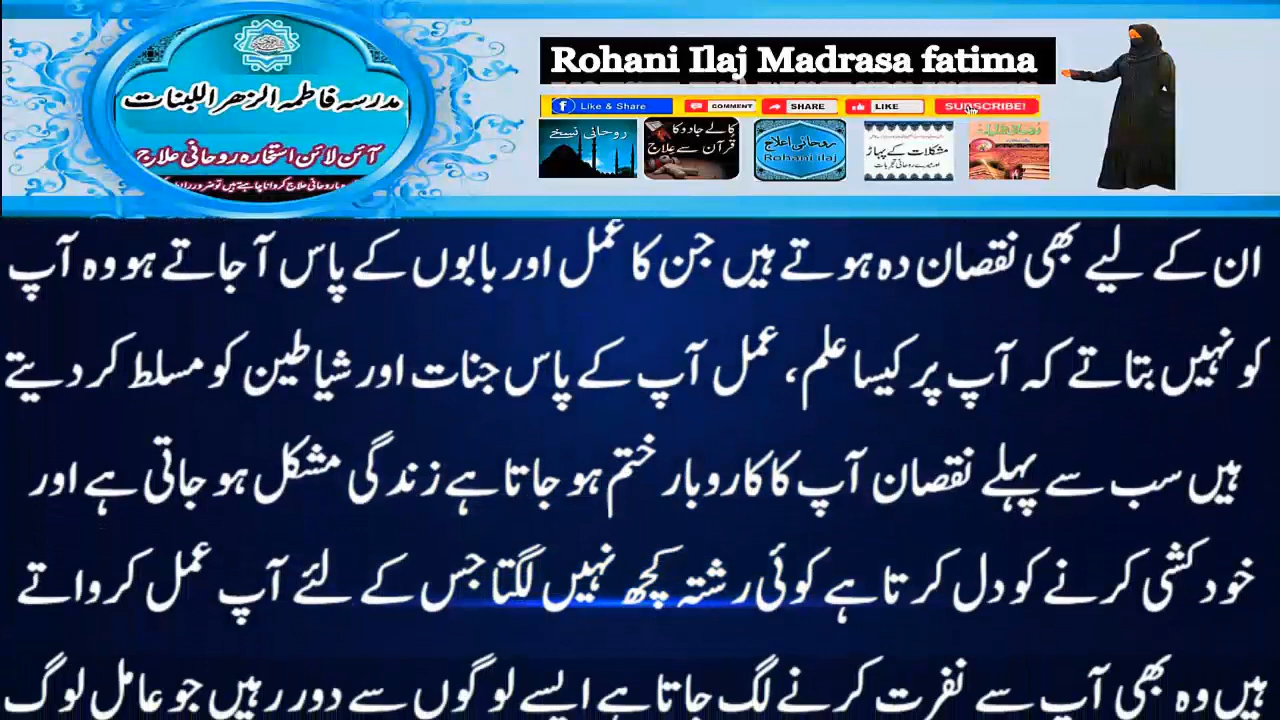 مدرسہ فاطمہ الزھرا للبنات
آئن لائن استخارہ روحانی علاج
Rohani Ilaj Madrasa fatima
Like & Share
COMMENT
SHARE
LIKE
SUBSCRIBE!
روحانی نسخے
کالے جادو کا
قرآن سے علاج
روحانی اعلاج
Rohani Ilaj
مشکلات کے پہاڑ
ان کے لیے بھی نقصان دہ ہوتے ہیں جن کا عمل اور بابوں کے پاس آ جاتے ہو وہ آپ
کو نہیں بتاتے کہ آپ پر کیسا علم، عمل آپ کے پاس جنات اور شیاطین کو مسلط کر دیتے
ہیں سب سے پہلے نقصان آپ کا کاروبار ختم ہو جاتا ہے زندگی مشکل ہو جاتی ہے اور
خود کشی کرنے کو دل کرتا ہے کوئی رشتہ کچھ نہیں لگتا جس کے لئے آپ عمل کرواتے
ہیں وہ بھی آپ سے نفرت کرنے لگ جاتا ہے ایسے لوگوں سے دور رہیں جو عامل لوگ